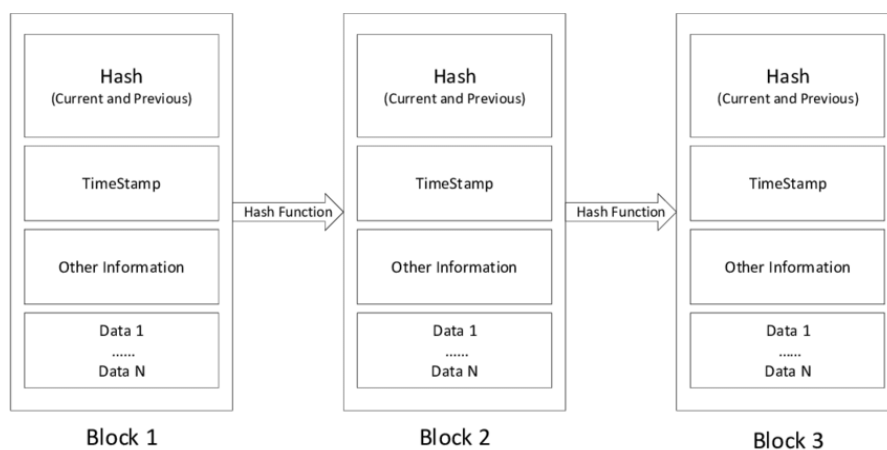 Hash
(Current and Previous)
TimeStamp
Other Information
Data 1
......
Data N
Block 1
Hash Function
Hash
(Current and Previous)
TimeStamp
Other Information
Data 1
......
Data N
Block 2
Hash Function
Hash
(Current and Previous)
TimeStamp
Other Information
Data 1
......
Data N
Block 3